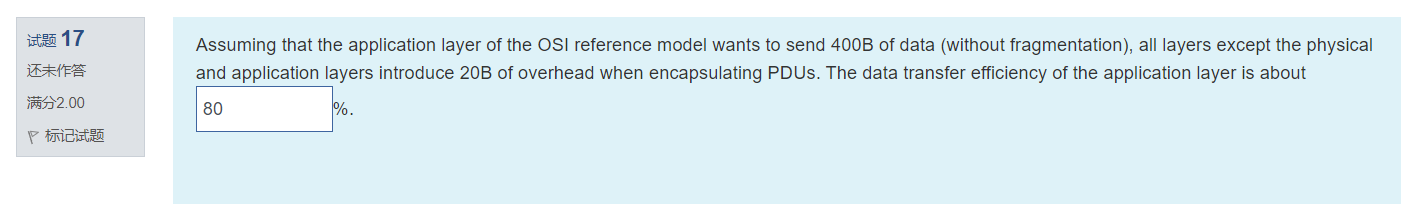 试题 17
还未作答
满分2.00
标记试题
Assuming that the application layer of the OSI reference model wants to send 400B of data (without fragmentation), all layers except the physical
and application layers introduce 20B of overhead when encapsulating PDUs. The data transfer efficiency of the application layer is about
80 %.